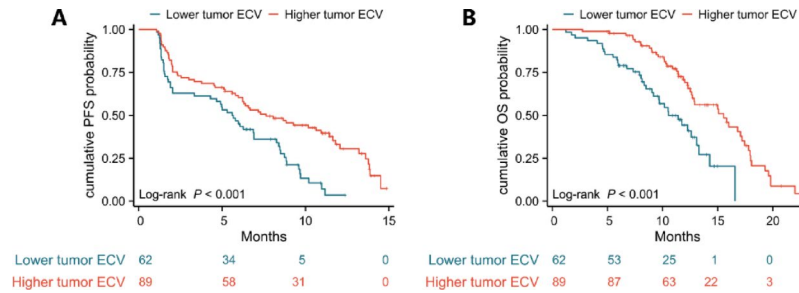 A
Lower tumor ECV Higher tumor ECV
cumulative PFS probability
1.00
0.75
0.50
0.25
0.00
Log-rank P < 0.001
0 5 10 15
Months
Lower tumor ECV 62 34 5 0
Higher tumor ECV 89 58 31 0
B
Lower tumor ECV Higher tumor ECV
cumulative OS probability
1.00
0.75
0.50
0.25
0.00
Log-rank P < 0.001
0 5 10 15 20
Months
Lower tumor ECV 62 53 25 1 0
Higher tumor ECV 89 87 63 22 3